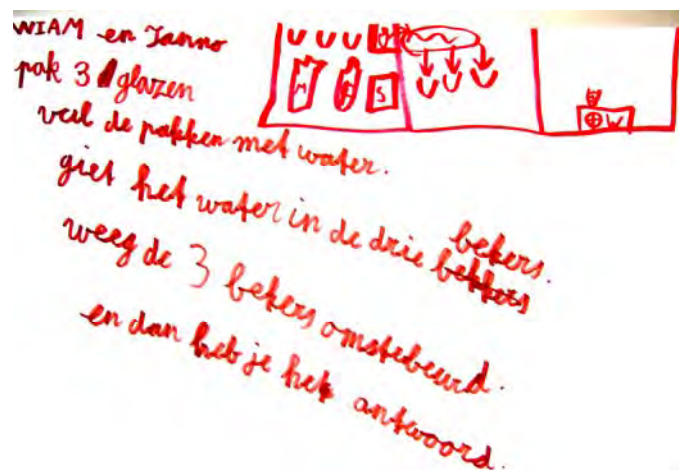 WIAM en Janno
pak 3 glazen
vul de pakken met water.
giet het water in de drie bekers.
weeg de 3 bekers omstebeurd.
en dan heb je het antwoord.
M
S
W